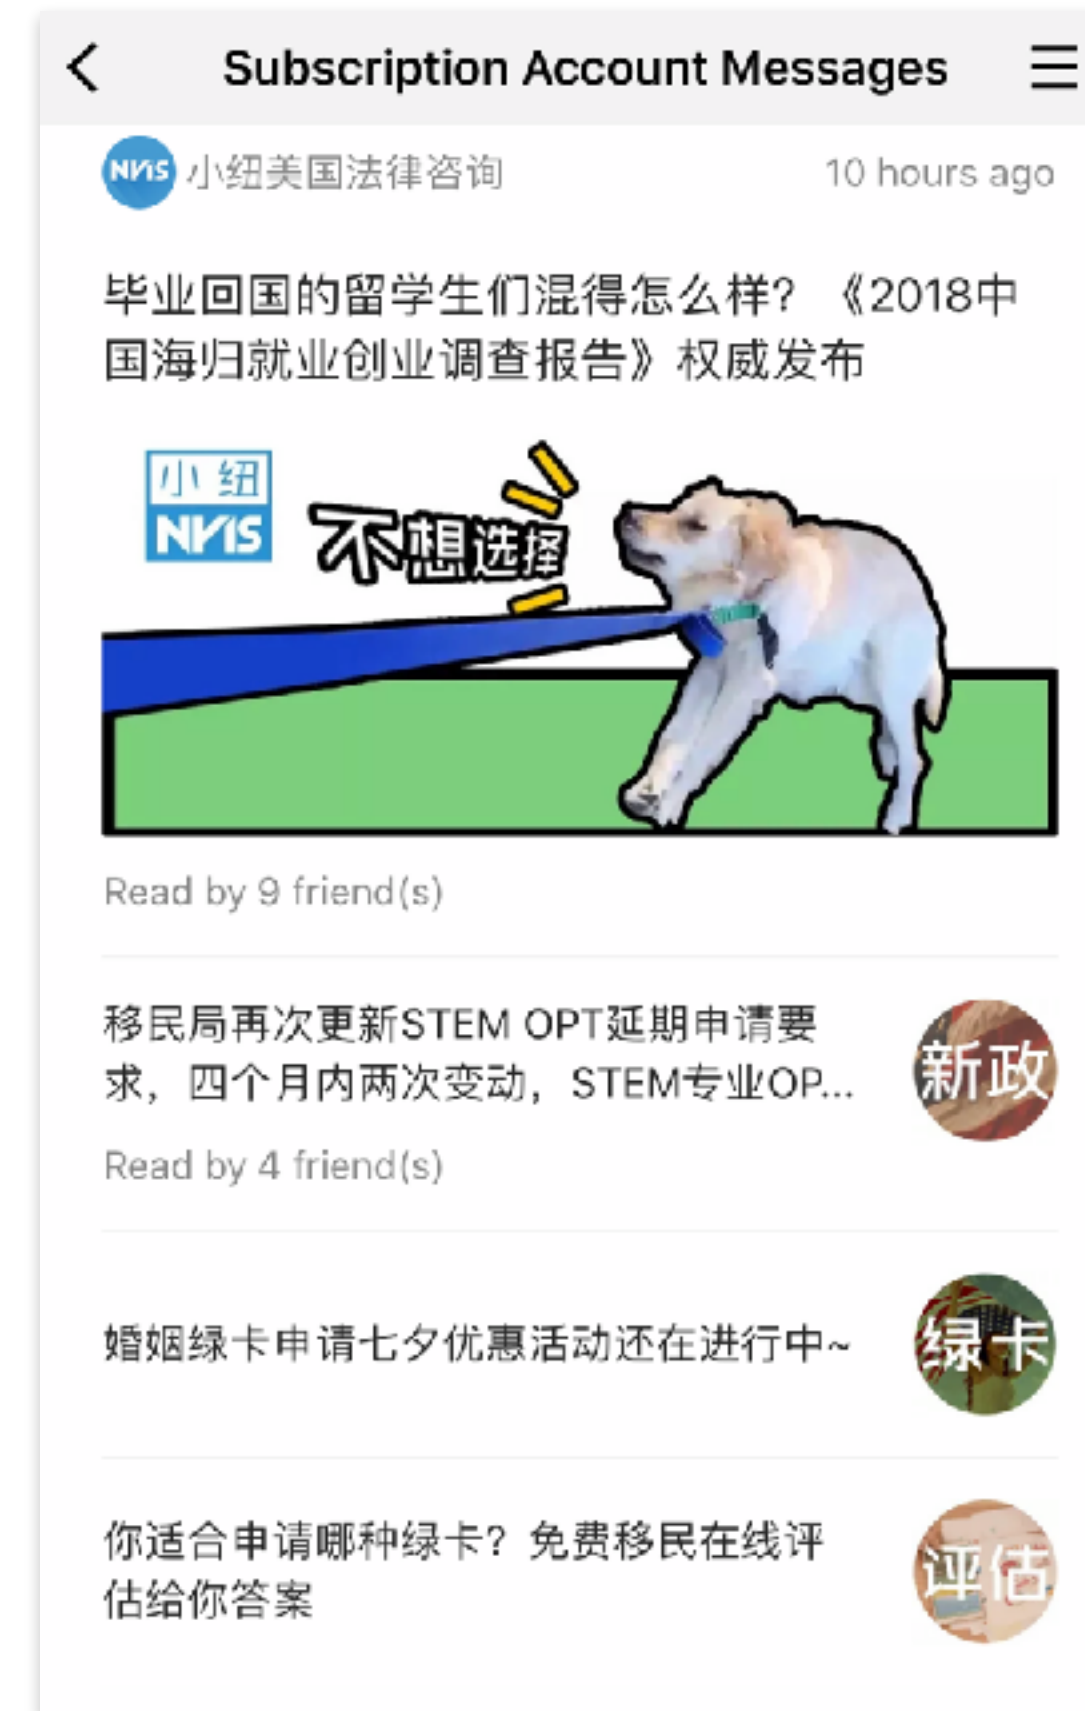 Subscription Account Messages
NYIS 小纽美国法律咨询 10 hours ago
毕业回国的留学生们混得怎么样？《2018中
国海归就业创业调查报告》权威发布
小纽
NYIS
不想选择
Read by 9 friend(s)
移民局再次更新STEM OPT延期申请要
求，四个月内两次变动，STEM专业OP...
新政
Read by 4 friend(s)
婚姻绿卡申请七夕优惠活动还在进行中~
绿卡
你适合申请哪种绿卡？免费移民在线评
估给你答案
评估